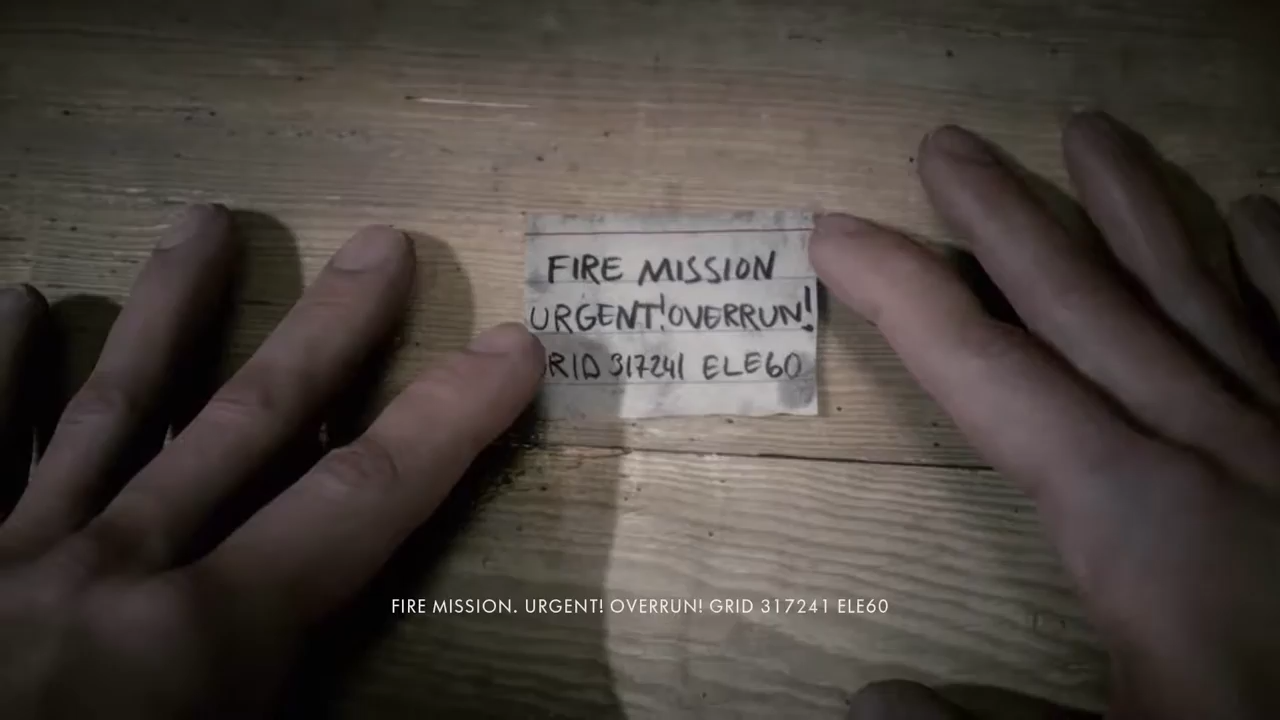 FIRE MISSION
URGENT! OVERRUN!
GRID 317241 ELE60
FIRE MISSION. URGENT! OVERRUN! GRID 317241 ELE60